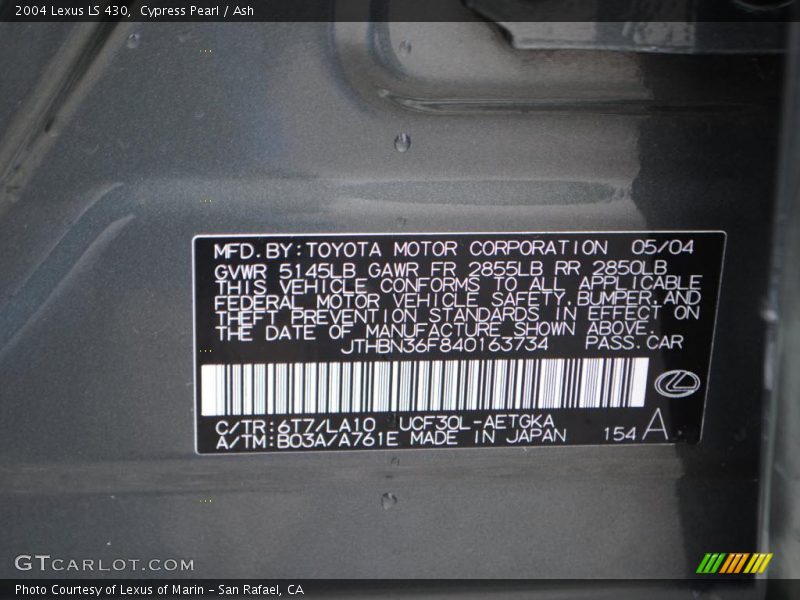 2004 Lexus LS 430, Cypress Pearl / Ash
MFD.BY:TOYOTA MOTOR CORPORATION 05/04
GVWR 5145LB GAWR FR 2855LB RR 2850LB
THIS VEHICLE CONFORMS TO ALL APPLICABLE
FEDERAL MOTOR VEHICLE SAFETY,BUMPER,AND
THEFT PREVENTION STANDARDS IN EFFECT ON
THE DATE OF MANUFACTURE SHOWN ABOVE.
JTHBN36F840163734 PASS.CAR
C/TR:6T7/LA10 UCF30L-AETGKA
A/TM:B03A/A761E MADE IN JAPAN 154 A
GTCARLOT.COM
Photo Courtesy of Lexus of Marin - San Rafael, CA